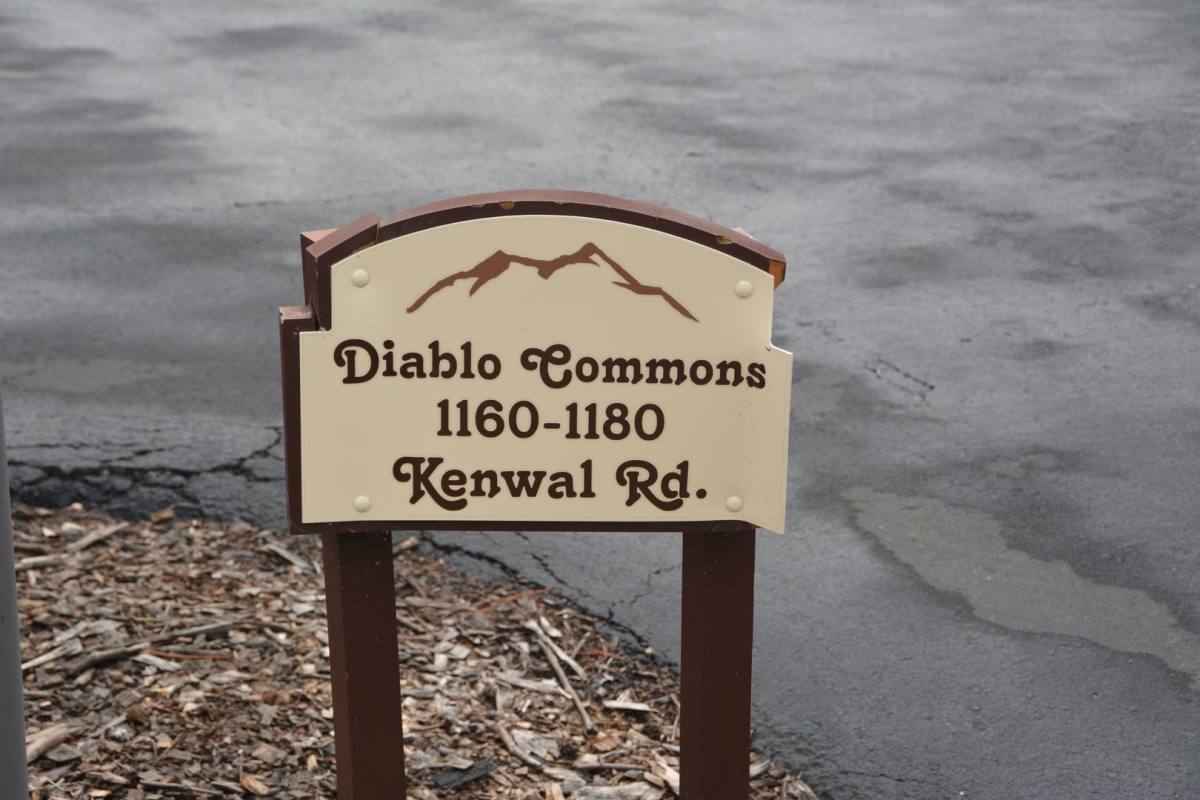 Diablo Commons
1160-1180
Kenwal Rd.